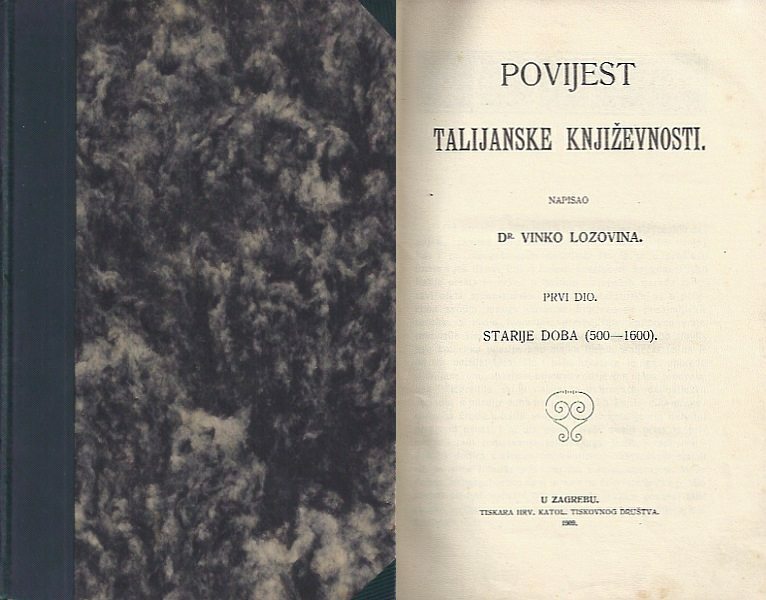 POVIJEST
TALIJANSKE KNJIŽEVNOSTI.
NAPISAO
DR. VINKO LOZOVINA.
PRVI DIO.
STARIJE DOBA (500—1600).
U ZAGREBU.
TISKARA HRV. KATOL. TISKOVNOG DRUŠTVA.
1909.